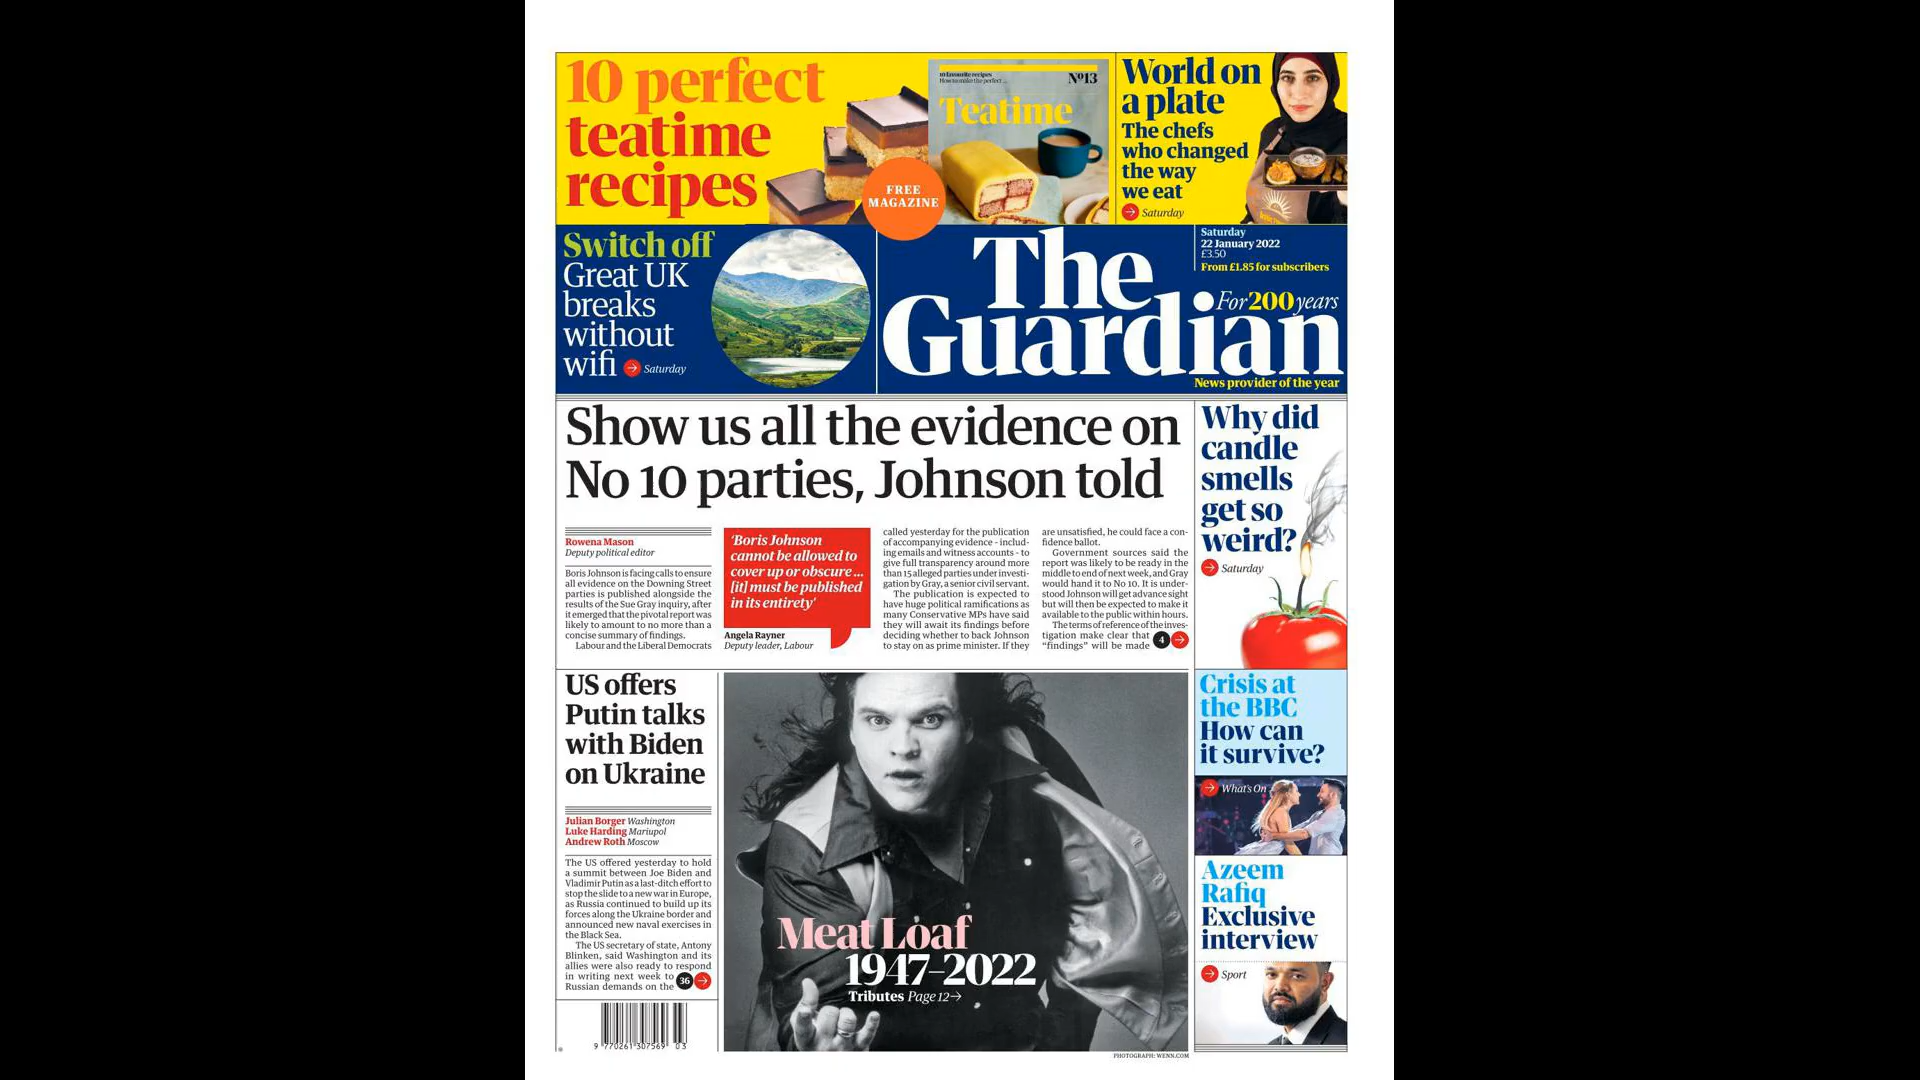 10 perfect
teatime
recipes
FREE
MAGAZINE
10 favourite recipes
How to make the perfect ...
Nº13
Teatime
World on
a plate
The chefs
who changed
the way
we eat
Saturday
Switch off
Great UK
breaks
without
wifi
Saturday
The
Guardian
Saturday
22 January 2022
£3.50
From £1.85 for subscribers
For 200 years
News provider of the year
Show us all the evidence on
No 10 parties, Johnson told
Rowena Mason
Deputy political editor
Boris Johnson is facing calls to ensure
all evidence on the Downing Street
parties is published alongside the
results of the Sue Gray inquiry, after
it emerged that the pivotal report was
likely to amount to no more than a
concise summary of findings.
Labour and the Liberal Democrats
'Boris Johnson
cannot be allowed to
cover up or obscure ...
[it] must be published
in its entirety'
Angela Rayner
Deputy leader, Labour
called yesterday for the publication
of accompanying evidence - includ-
ing emails and witness accounts - to
give full transparency around more
than 15 alleged parties under investi-
gation by Gray, a senior civil servant.
The publication is expected to
have huge political ramifications as
many Conservative MPs have said
they will await its findings before
deciding whether to back Johnson
to stay on as prime minister. If they
are unsatisfied, he could face a con-
fidence ballot.
Government sources said the
report was likely to be ready in the
middle to end of next week, and Gray
would hand it to No 10. It is under-
stood Johnson will get advance sight
but will then be expected to make it
available to the public within hours.
The terms of reference of the inves-
tigation make clear that
"findings" will be made
4
Why did
candle
smells
get so
weird?
Saturday
US offers
Putin talks
with Biden
on Ukraine
Julian Borger Washington
Luke Harding Mariupol
Andrew Roth Moscow
The US offered yesterday to hold
a summit between Joe Biden and
Vladimir Putin as a last-ditch effort to
stop the slide to a new war in Europe,
as Russia continued to build up its
forces along the Ukraine border and
announced new naval exercises in
the Black Sea.
The US secretary of state, Antony
Blinken, said Washington and its
allies were also ready to respond
in writing next week to
Russian demands on the
36
9 770261 307569 03
Meat Loaf
1947–2022
Tributes Page 12
PHOTOGRAPH: WENN.COM
Crisis at
the BBC
How can
it survive?
What's On
Azeem
Rafiq
Exclusive
interview
Sport